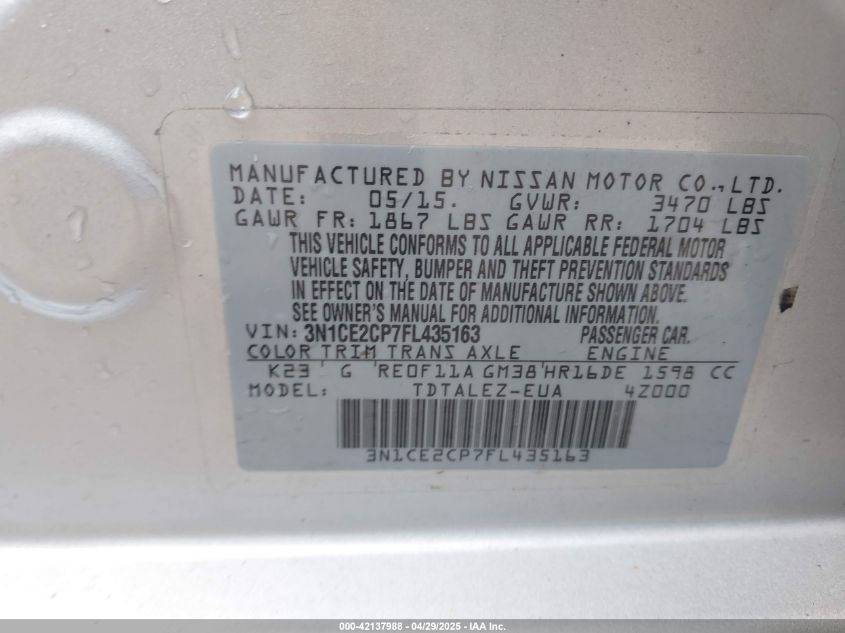 MANUFACTURED BY NISSAN MOTOR CO., LTD.
DATE: 05/15. GVWR: 3470 LBS
GAWR FR: 1867 LBS GAWR RR: 1704 LBS
THIS VEHICLE CONFORMS TO ALL APPLICABLE FEDERAL MOTOR
VEHICLE SAFETY, BUMPER AND THEFT PREVENTION STANDARDS
IN EFFECT ON THE DATE OF MANUFACTURE SHOWN ABOVE.
SEE OWNER'S MANUAL FOR ADDITIONAL INFORMATION.
VIN: 3N1CE2CP7FL435163 PASSENGER CAR.
COLOR TRIM TRANS AXLE ENGINE
K23 G RE0F11A GM38 HR16DE 1598 CC
MODEL: TDTALEZ-EUA 4Z000
3N1CE2CP7FL435163
000-42137988 - 04/29/2025 - IAA Inc.